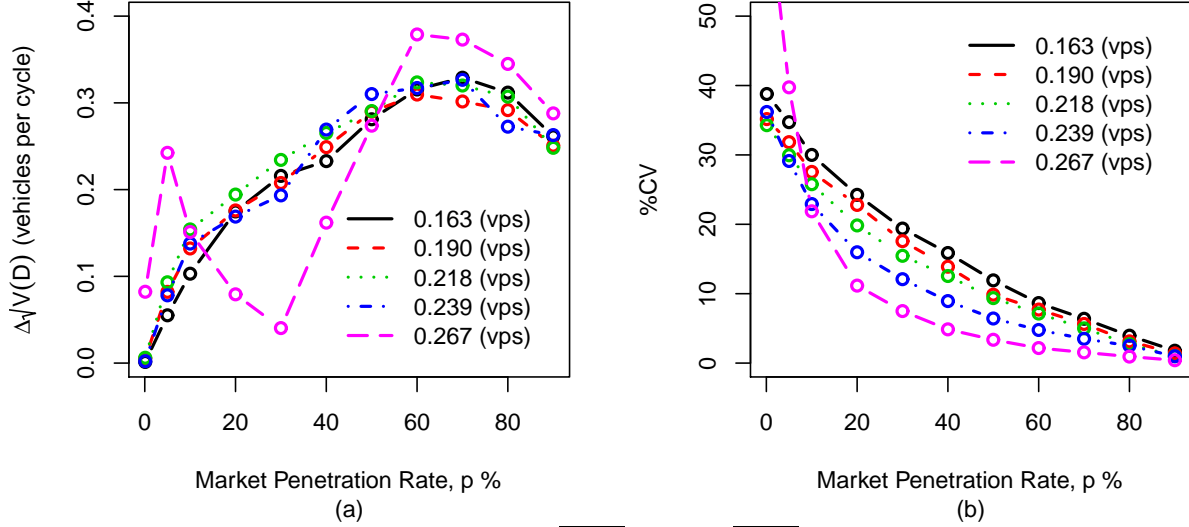 Δ√V(D) (vehicles per cycle)
0.4
0.3
0.2
0.1
0.0
0.163 (vps)
0.190 (vps)
0.218 (vps)
0.239 (vps)
0.267 (vps)
0 20 40 60 80
Market Penetration Rate, p %
(a)
%CV
50
40
30
20
10
0
0.163 (vps)
0.190 (vps)
0.218 (vps)
0.239 (vps)
0.267 (vps)
0 20 40 60 80
Market Penetration Rate, p %
(b)